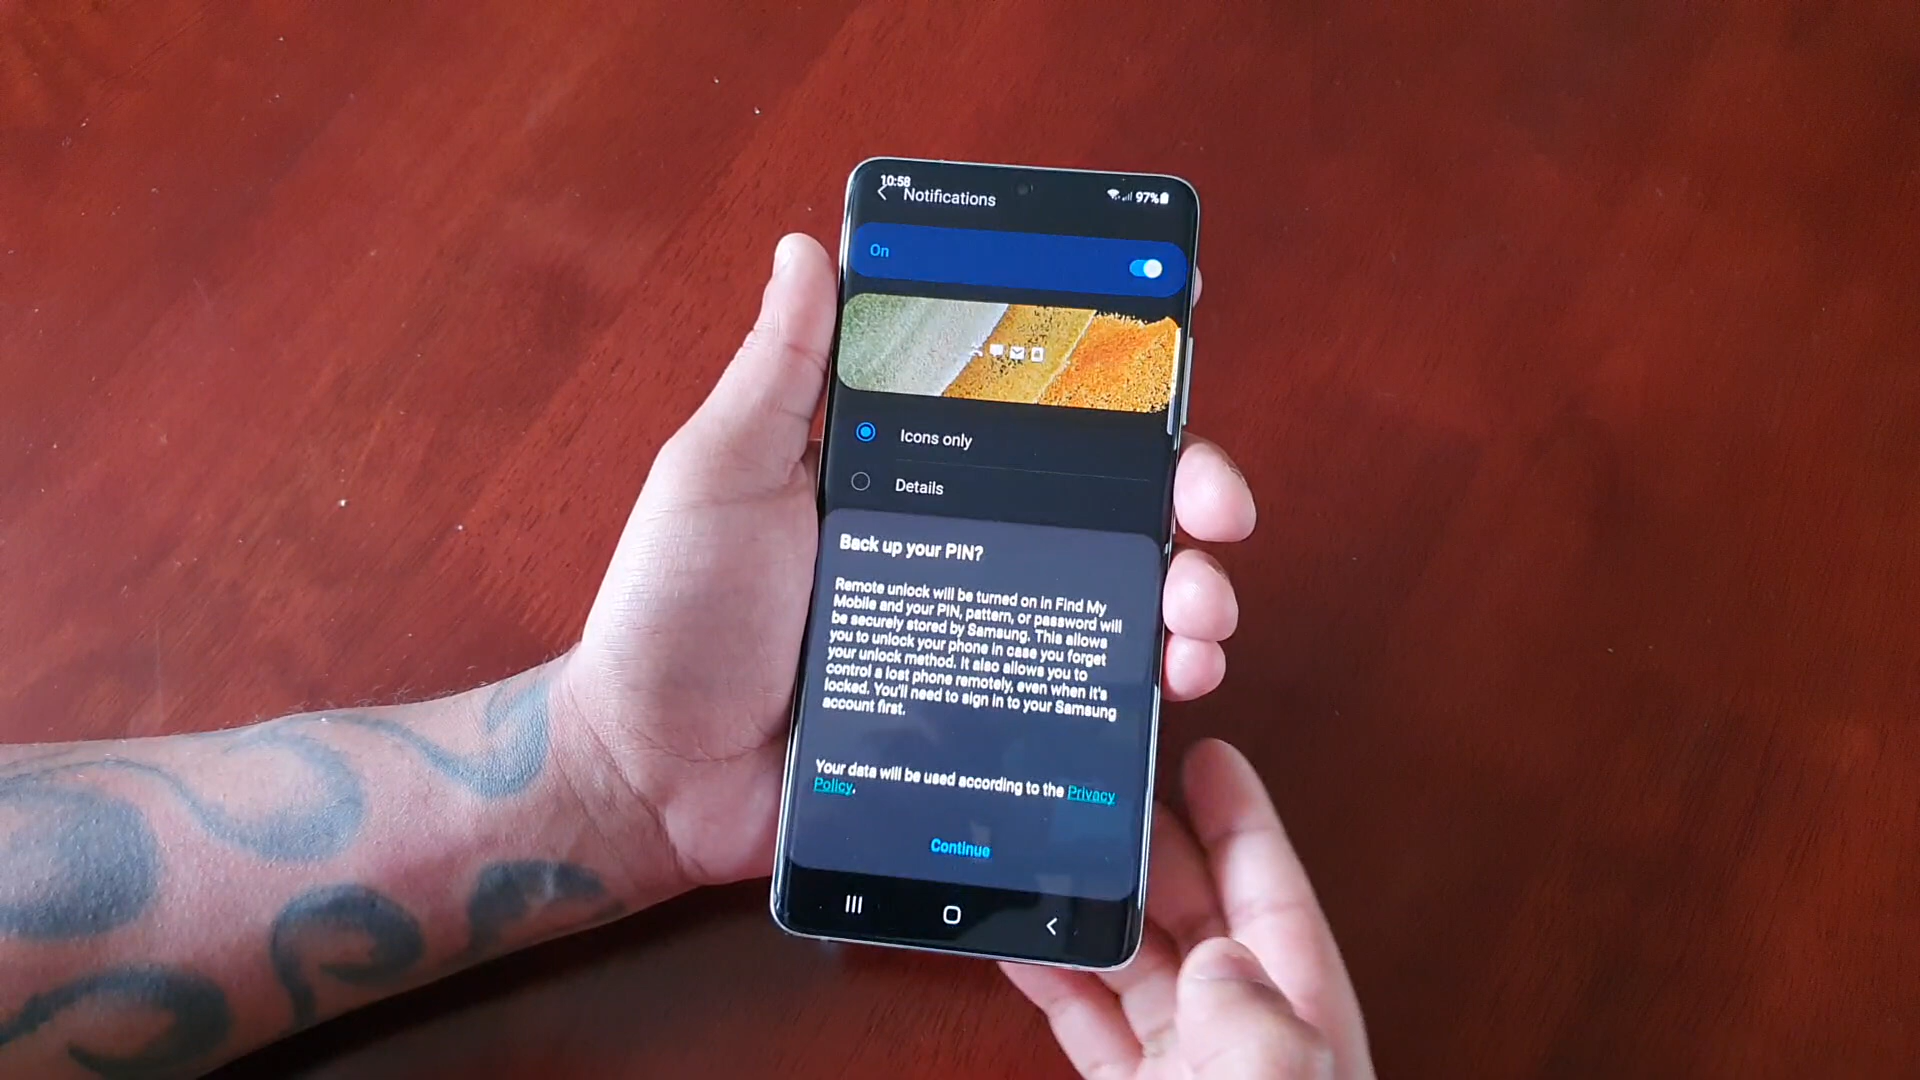 10:58
97%
Notifications
On
Icons only
Details
Back up your PIN?
Remote unlock will be turned on in Find My
Mobile and your PIN, pattern, or password will
be securely stored by Samsung. This allows
you to unlock your phone in case you forget
your unlock method. It also allows you to
control a lost phone remotely, even when it's
locked. You'll need to sign in to your Samsung
account first.
Your data will be used according to the Privacy
Policy.
Continue